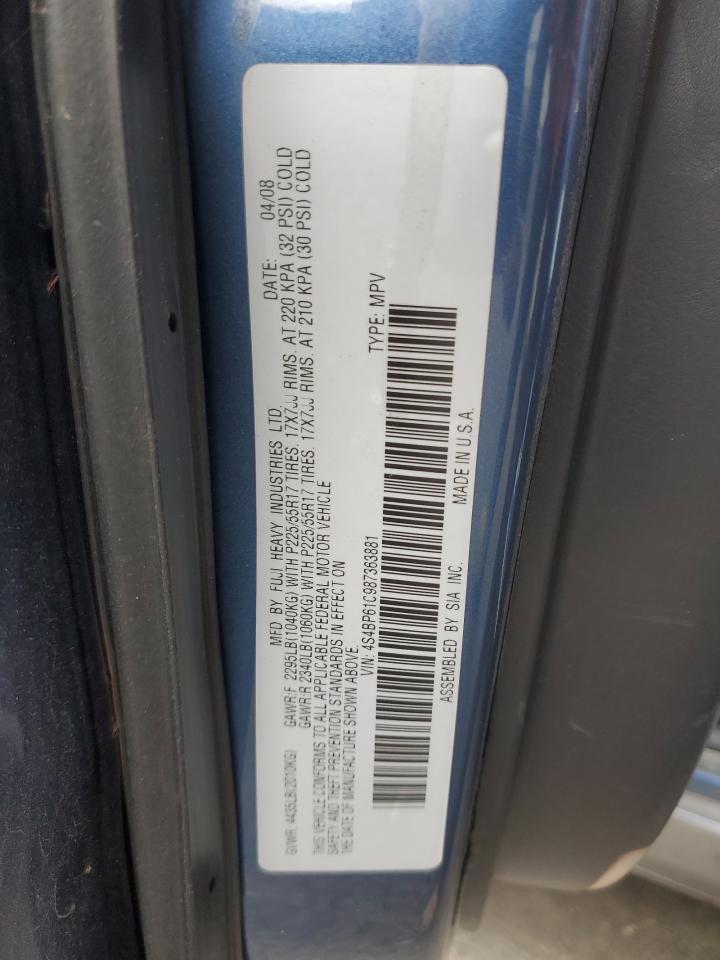 MFD BY FUJI HEAVY INDUSTRIES LTD. DATE: 04/08
GVWR: 4435LB(2010KG) GAWR:F 2295LB(1040KG) WITH P225/55R17 TIRES. 17X7JJ RIMS. AT 220 KPA (32 PSI) COLD
GAWR:R 2340LB(1060KG) WITH P225/55R17 TIRES. 17X7JJ RIMS. AT 210 KPA (30 PSI) COLD
THIS VEHICLE CONFORMS TO ALL APPLICABLE FEDERAL MOTOR VEHICLE
SAFETY AND THEFT PREVENTION STANDARDS IN EFFECT ON
THE DATE OF MANUFACTURE SHOWN ABOVE.
VIN: 4S4BP61C987363881 TYPE: MPV
ASSEMBLED BY SIA INC. MADE IN U.S.A.